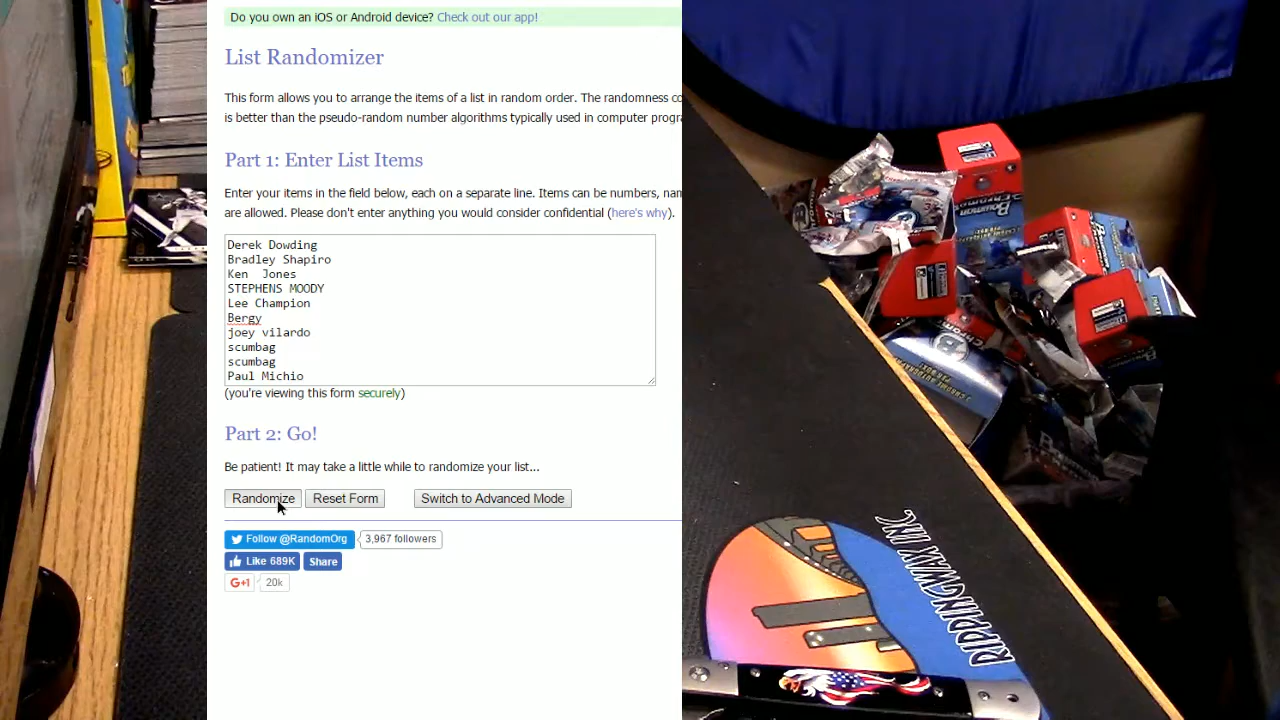 Do you own an iOS or Android device? Check out our app!
List Randomizer
This form allows you to arrange the items of a list in random order. The randomness co
is better than the pseudo-random number algorithms typically used in computer progra
Part 1: Enter List Items
Enter your items in the field below, each on a separate line. Items can be numbers, nam
are allowed. Please don't enter anything you would consider confidential (here's why).
Derek Dowding
Bradley Shapiro
Ken  Jones
STEPHENS MOODY
Lee Champion
Bergy
joey vilardo
scumbag
scumbag
Paul Michio
(you're viewing this form securely)
Part 2: Go!
Be patient! It may take a little while to randomize your list...
Randomize Reset Form Switch to Advanced Mode
Follow @RandomOrg 3,967 followers
Like 689K Share
G+1 20k
Bowman
Chrome
RIPPINGWAX INC.